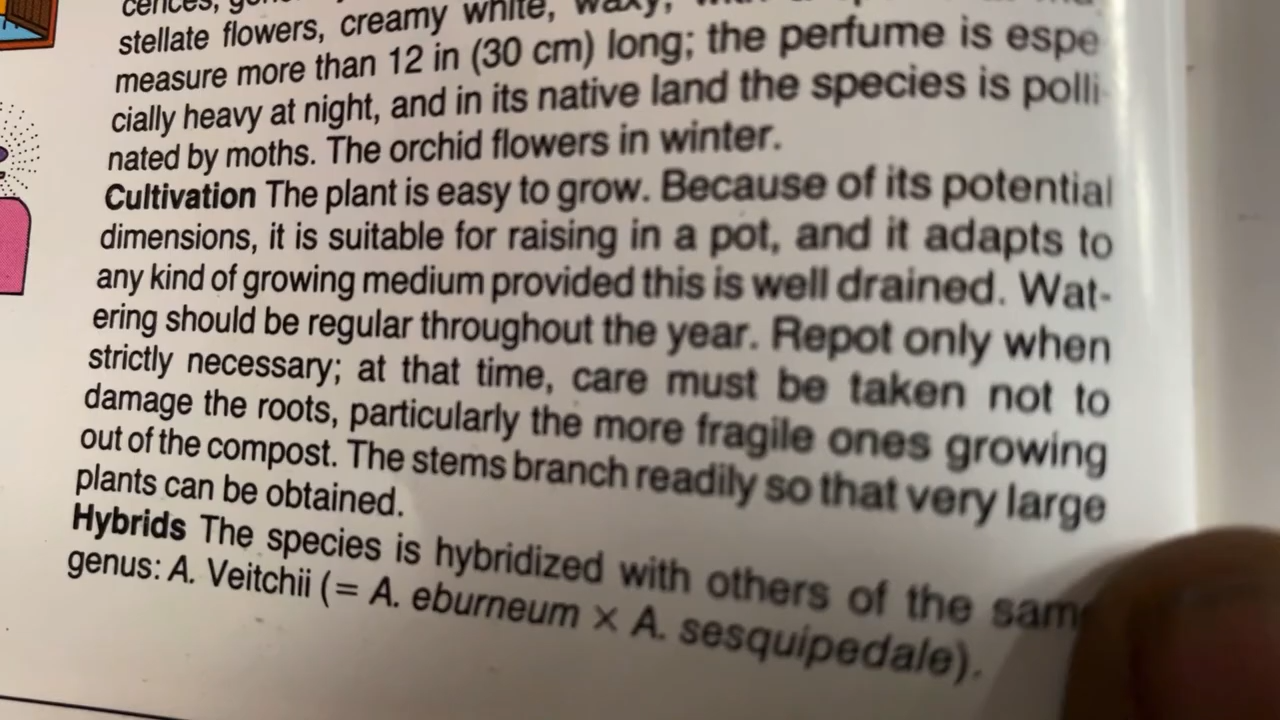 stellate flowers, creamy white, waxy,
measure more than 12 in (30 cm) long; the perfume is espe
cially heavy at night, and in its native land the species is polli-
nated by moths. The orchid flowers in winter.
Cultivation The plant is easy to grow. Because of its potential
dimensions, it is suitable for raising in a pot, and it adapts to
any kind of growing medium provided this is well drained. Wat-
ering should be regular throughout the year. Repot only when
strictly necessary; at that time, care must be taken not to
damage the roots, particularly the more fragile ones growing
out of the compost. The stems branch readily so that very large
plants can be obtained.
Hybrids The species is hybridized with others of the same
genus: A. Veitchii (= A. eburneum × A. sesquipedale).